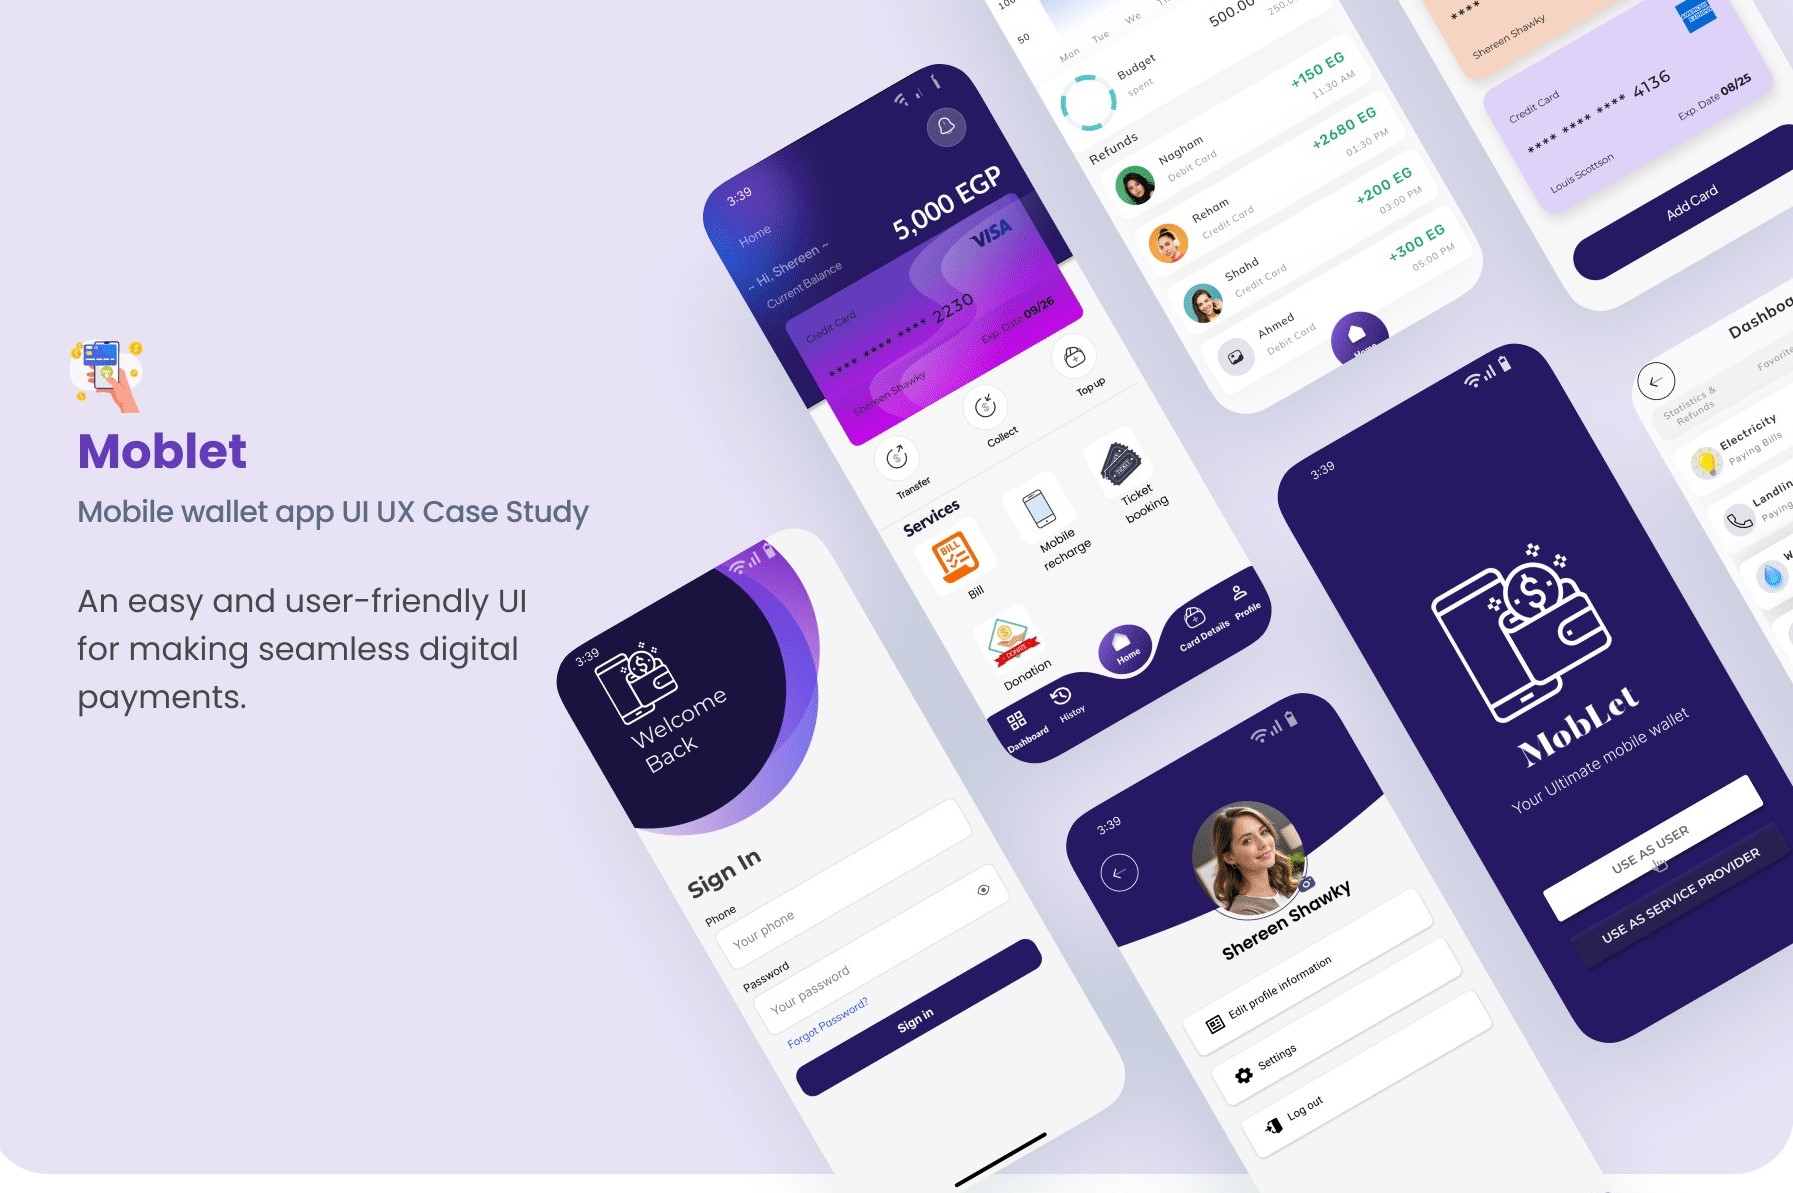 Moblet
Mobile wallet app UI UX Case Study
An easy and user-friendly UI
for making seamless digital
payments.
3:39
Welcome
Back
Sign In
Phone
Your phone
Password
Your password
Forgot Password?
Sign in
3:39
Home
~ Hi, Shereen ~
Current Balance
5,000 EGP
VISA
Credit Card
**** **** **** 2230
Exp. Date 09/26
Shereen Shawky
Transfer
Collect
Top up
Services
BILL
Bill
Mobile
recharge
TICKET
Ticket
booking
DONATE
Donation
Dashboard
Histoy
Home
Card Details
Profile
100
50
Mon
Tue
We
Budget
spent
500.00
250.0
Refunds
Nagham
Debit Card
+150 EG
11:30 AM
Reham
Credit Card
+2680 EG
01:30 PM
Shahd
Credit Card
+200 EG
03:00 PM
Ahmed
Debit Card
+300 EG
05:00 PM
Home
****
Shereen Shawky
AMERICAN
EXPRESS
Credit Card
**** **** **** 4136
Exp. Date 08/25
Louis Scottson
Add Card
3:39
Shereen Shawky
Edit profile information
Settings
Log out
3:39
MobLet
Your Ultimate mobile wallet
USE AS USER
USE AS SERVICE PROVIDER
Dashboa
Statistics &
Refunds
Favorite
Electricity
Paying Bills
Landlin
Paying
W